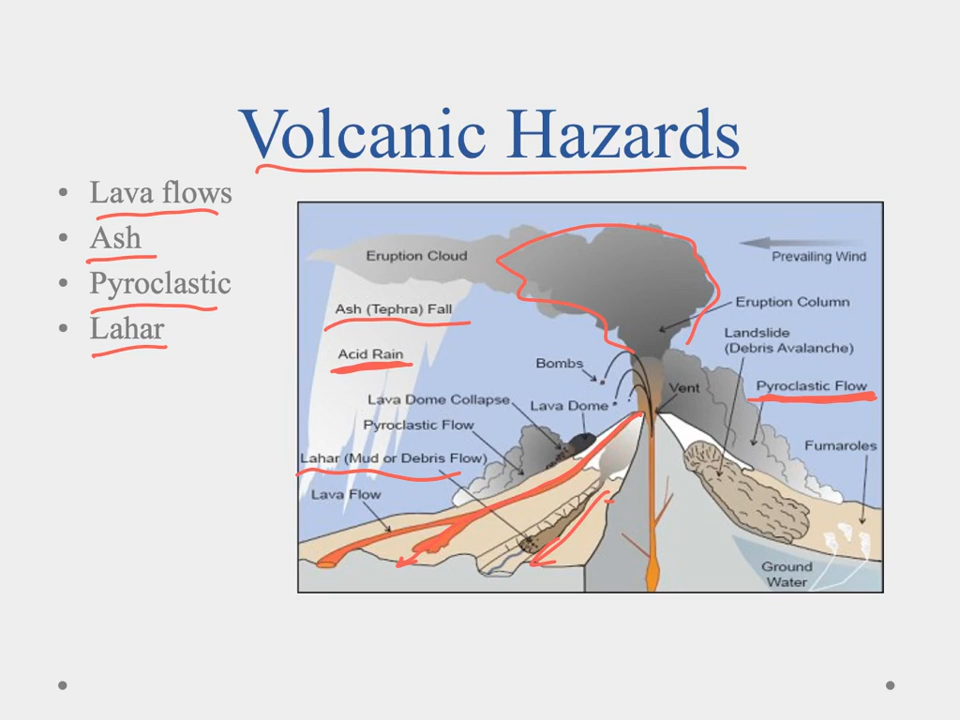 Volcanic Hazards
• Lava flows
• Ash
• Pyroclastic
• Lahar
Eruption Cloud
Prevailing Wind
Ash (Tephra) Fall
Eruption Column
Landslide
(Debris Avalanche)
Acid Rain
Bombs
Vent
Pyroclastic Flow
Lava Dome Collapse
Lava Dome
Pyroclastic Flow
Fumaroles
Lahar (Mud or Debris Flow)
Lava Flow
Ground
Water